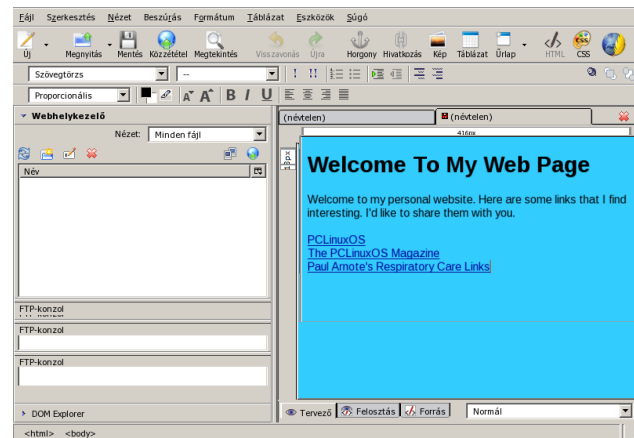 Fájl Szerkesztés Nézet Beszúrás Formátum Táblázat Eszközök Súgó
Új Megnyitás Mentés Közzététel Megtekintés Visszavonás Újra Horgony Hivatkozás Kép Táblázat Űrlap HTML CSS
Szövegtörzs --
Proporcionális A A B I U
Webhelykezelő
(névtelen) (névtelen)
Nézet: Minden fájl
416px
Név
Welcome To My Web Page
Welcome to my personal website. Here are some links that I find
interesting. I'd like to share them with you.
PCLinuxOS
The PCLinuxOS Magazine
Paul Arnote's Respiratory Care Links
FTP-konzol
FTP-konzol
FTP-konzol
DOM Explorer
Tervező Felosztás Forrás Normál
<html> <body>